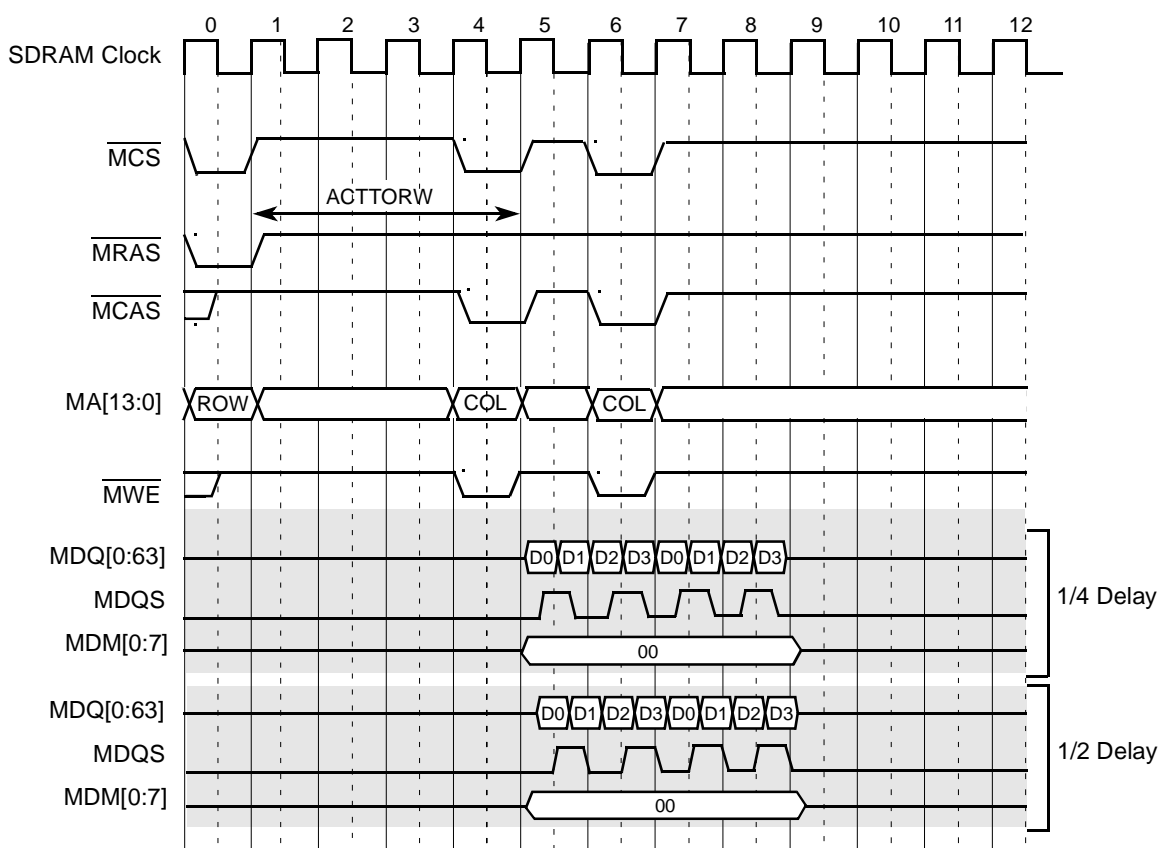 0 1 2 3 4 5 6 7 8 9 10 11 12
SDRAM Clock
MCS
ACTTORW
MRAS
MCAS
MA[13:0] ROW COL COL
MWE
MDQ[0:63] D0 D1 D2 D3 D0 D1 D2 D3
MDQS
1/4 Delay
MDM[0:7] 00
MDQ[0:63] D0 D1 D2 D3 D0 D1 D2 D3
MDQS
1/2 Delay
MDM[0:7] 00